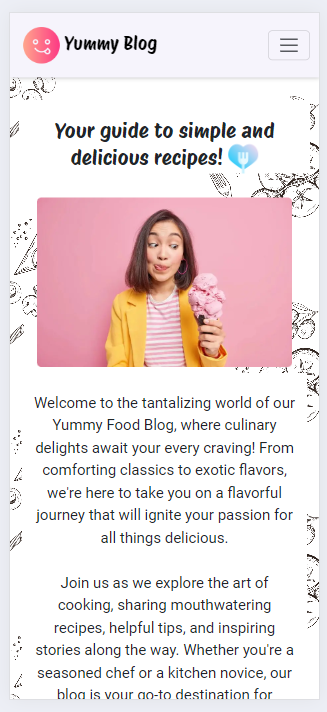 Yummy Blog
Your guide to simple and
delicious recipes!
Welcome to the tantalizing world of our
Yummy Food Blog, where culinary
delights await your every craving! From
comforting classics to exotic flavors,
we're here to take you on a flavorful
journey that will ignite your passion for
all things delicious.
Join us as we explore the art of
cooking, sharing mouthwatering
recipes, helpful tips, and inspiring
stories along the way. Whether you're a
seasoned chef or a kitchen novice, our
blog is your go-to destination for